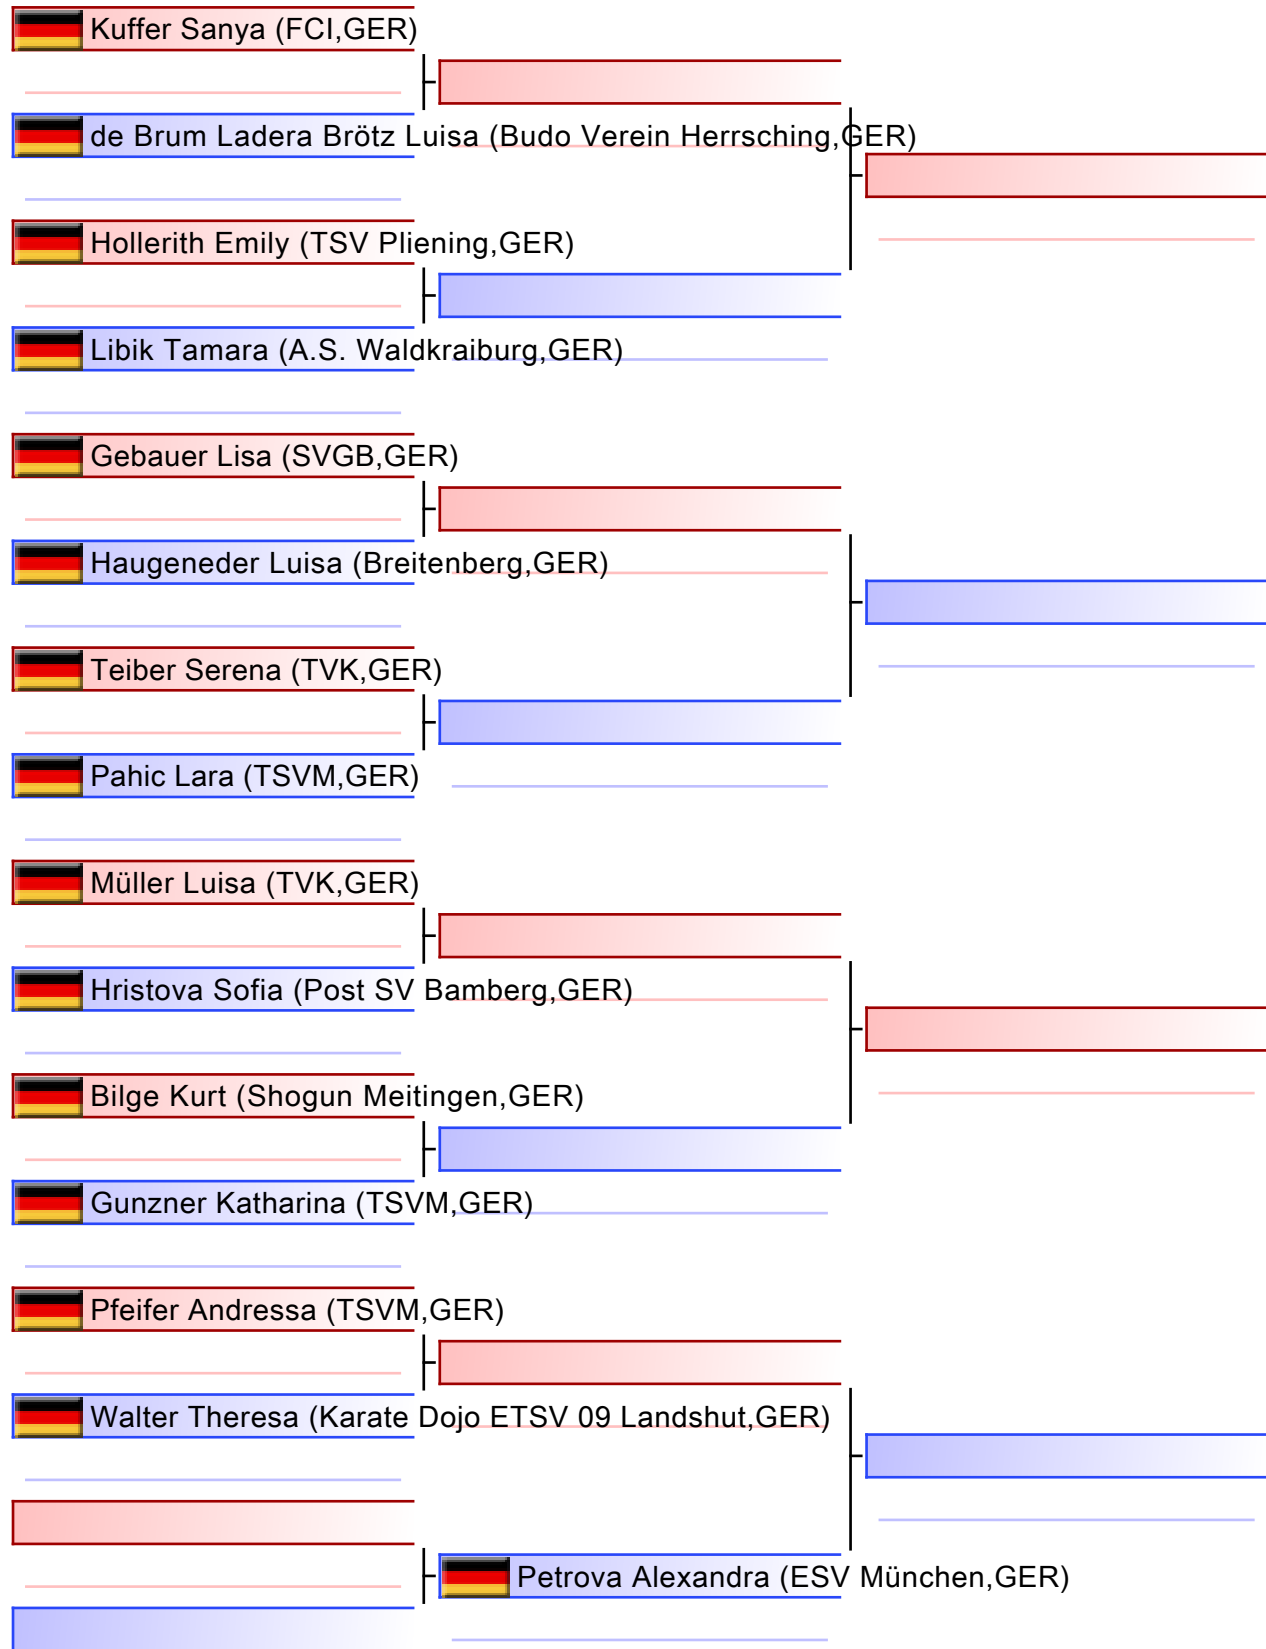 Kuffer Sanya (FCI,GER)
de Brum Ladera Brötz Luisa (Budo Verein Herrsching,GER)
Hollerith Emily (TSV Pliening,GER)
Libik Tamara (A.S. Waldkraiburg,GER)
Gebauer Lisa (SVGB,GER)
Haugeneder Luisa (Breitenberg,GER)
Teiber Serena (TVK,GER)
Pahic Lara (TSVM,GER)
Müller Luisa (TVK,GER)
Hristova Sofia (Post SV Bamberg,GER)
Bilge Kurt (Shogun Meitingen,GER)
Gunzner Katharina (TSVM,GER)
Pfeifer Andressa (TSVM,GER)
Walter Theresa (Karate Dojo ETSV 09 Landshut,GER)
Petrova Alexandra (ESV München,GER)